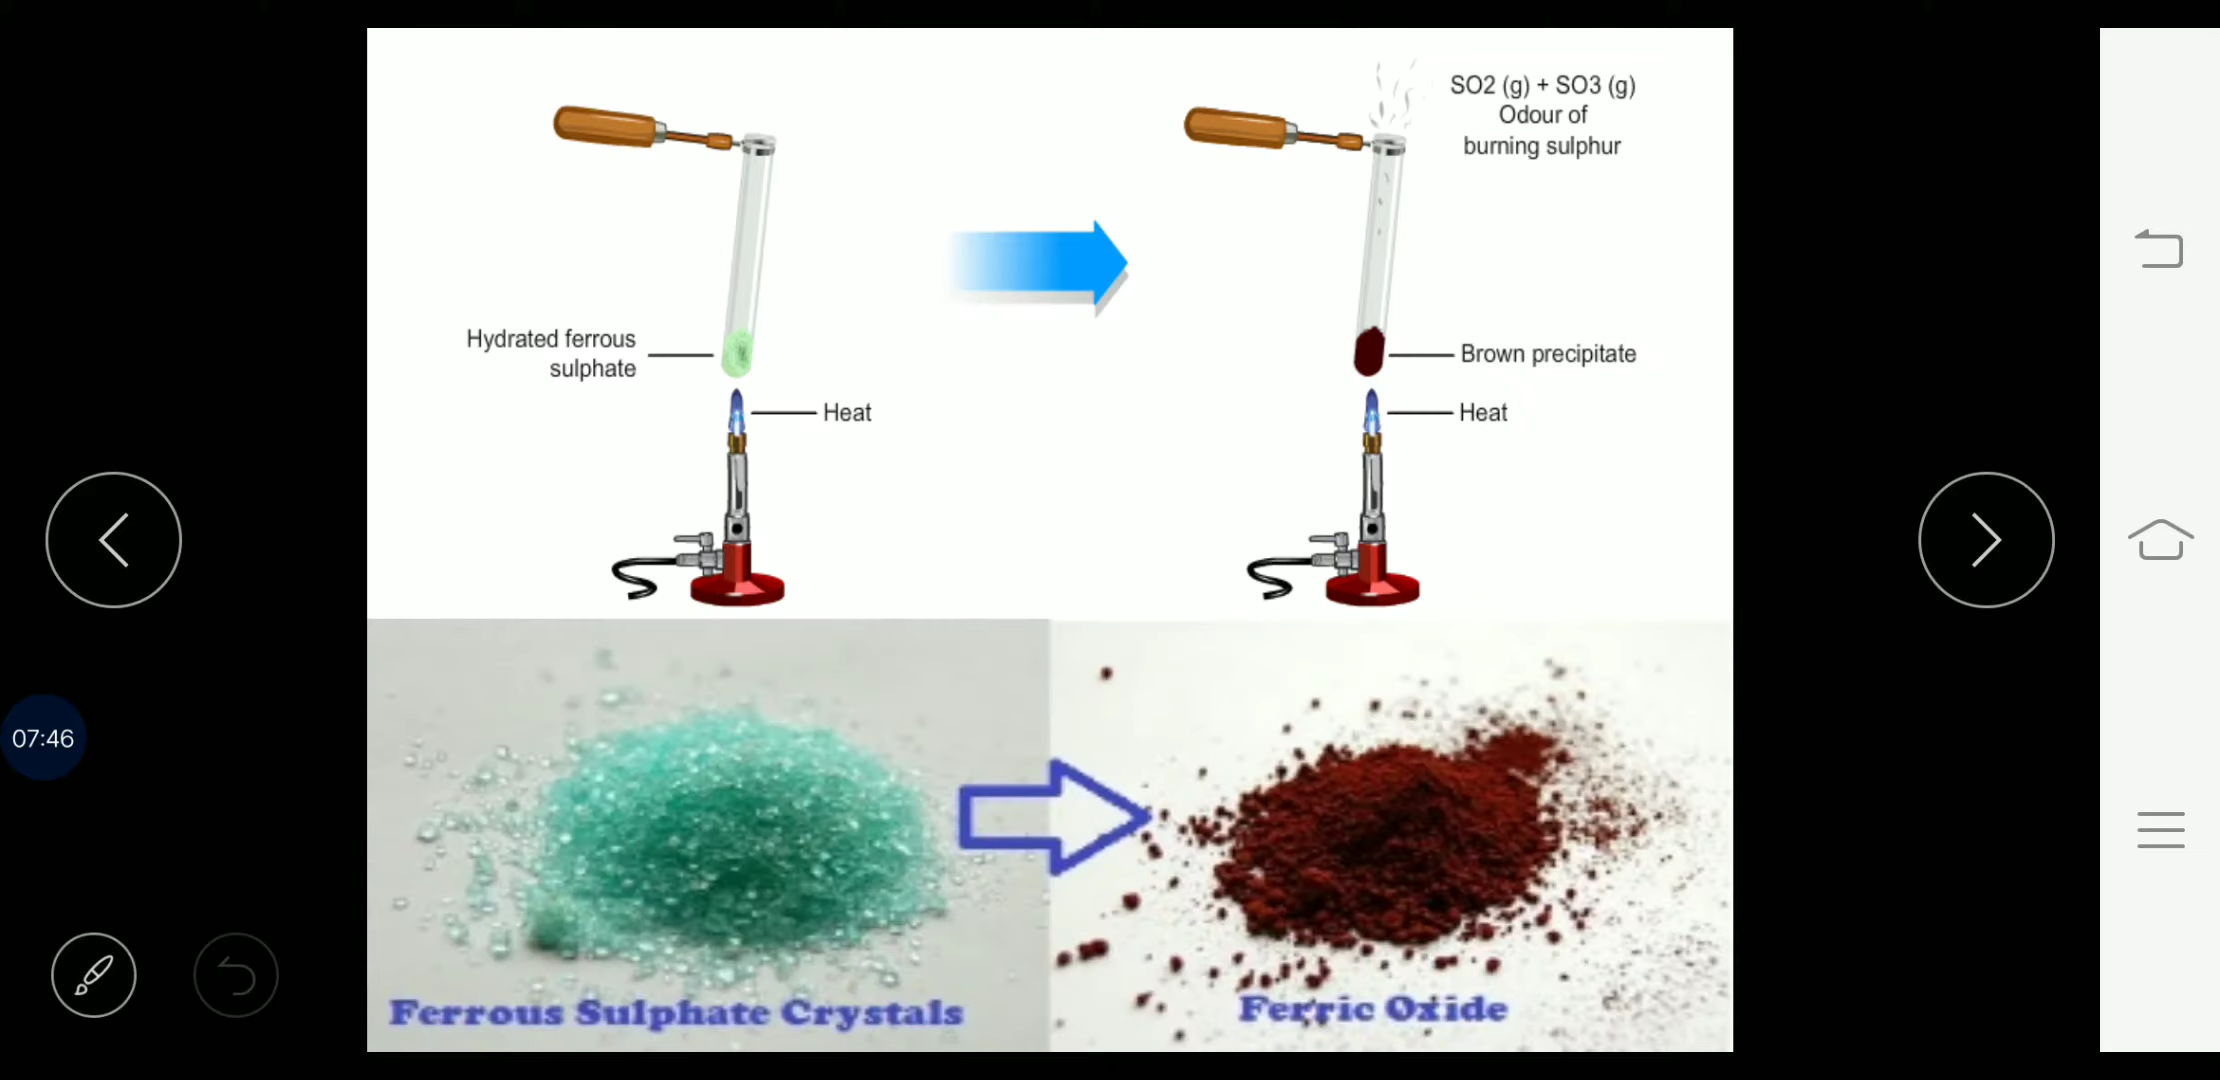 SO2 (g) + SO3 (g)
Odour of
burning sulphur
Hydrated ferrous
sulphate
Heat
Brown precipitate
Heat
07:46
Ferrous Sulphate Crystals
Ferric Oxide